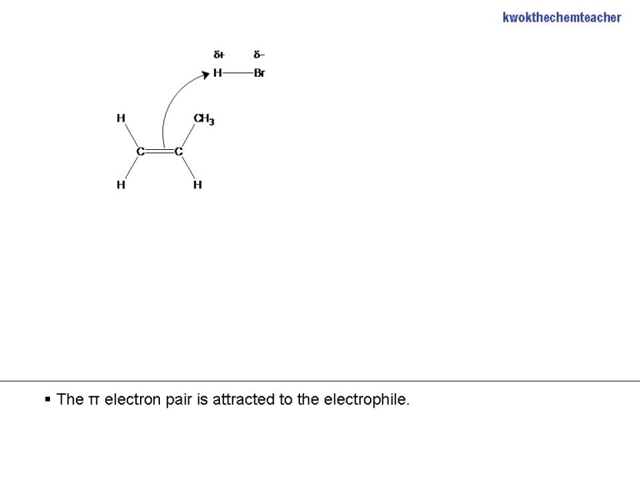 kwokthechemteacher
δ+ δ–
H Br
H CH₃
C C
H H
▪ The π electron pair is attracted to the electrophile.